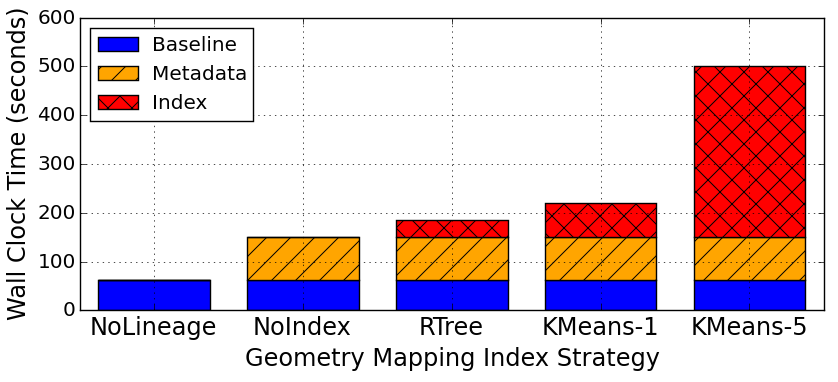 600
500
400
300
200
100
0
Wall Clock Time (seconds)
Baseline
Metadata
Index
NoLineage NoIndex RTree KMeans-1 KMeans-5
Geometry Mapping Index Strategy